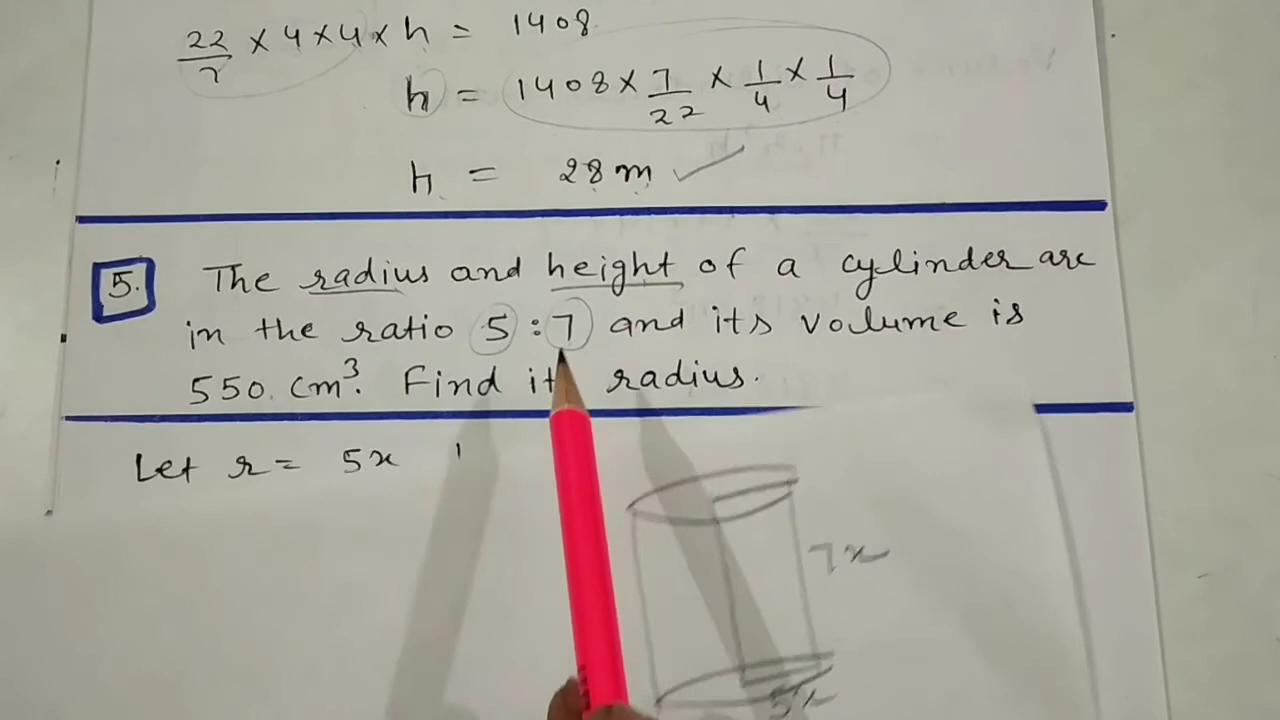 22/7 × 4 × 4 × h = 1408
h = 1408 × 7/22 × 1/4 × 1/4
h = 28 m ✓
5. The radius and height of a cylinder are
in the ratio 5 : 7 and its volume is
550. cm³. Find its radius.
Let r = 5x
7x
5x